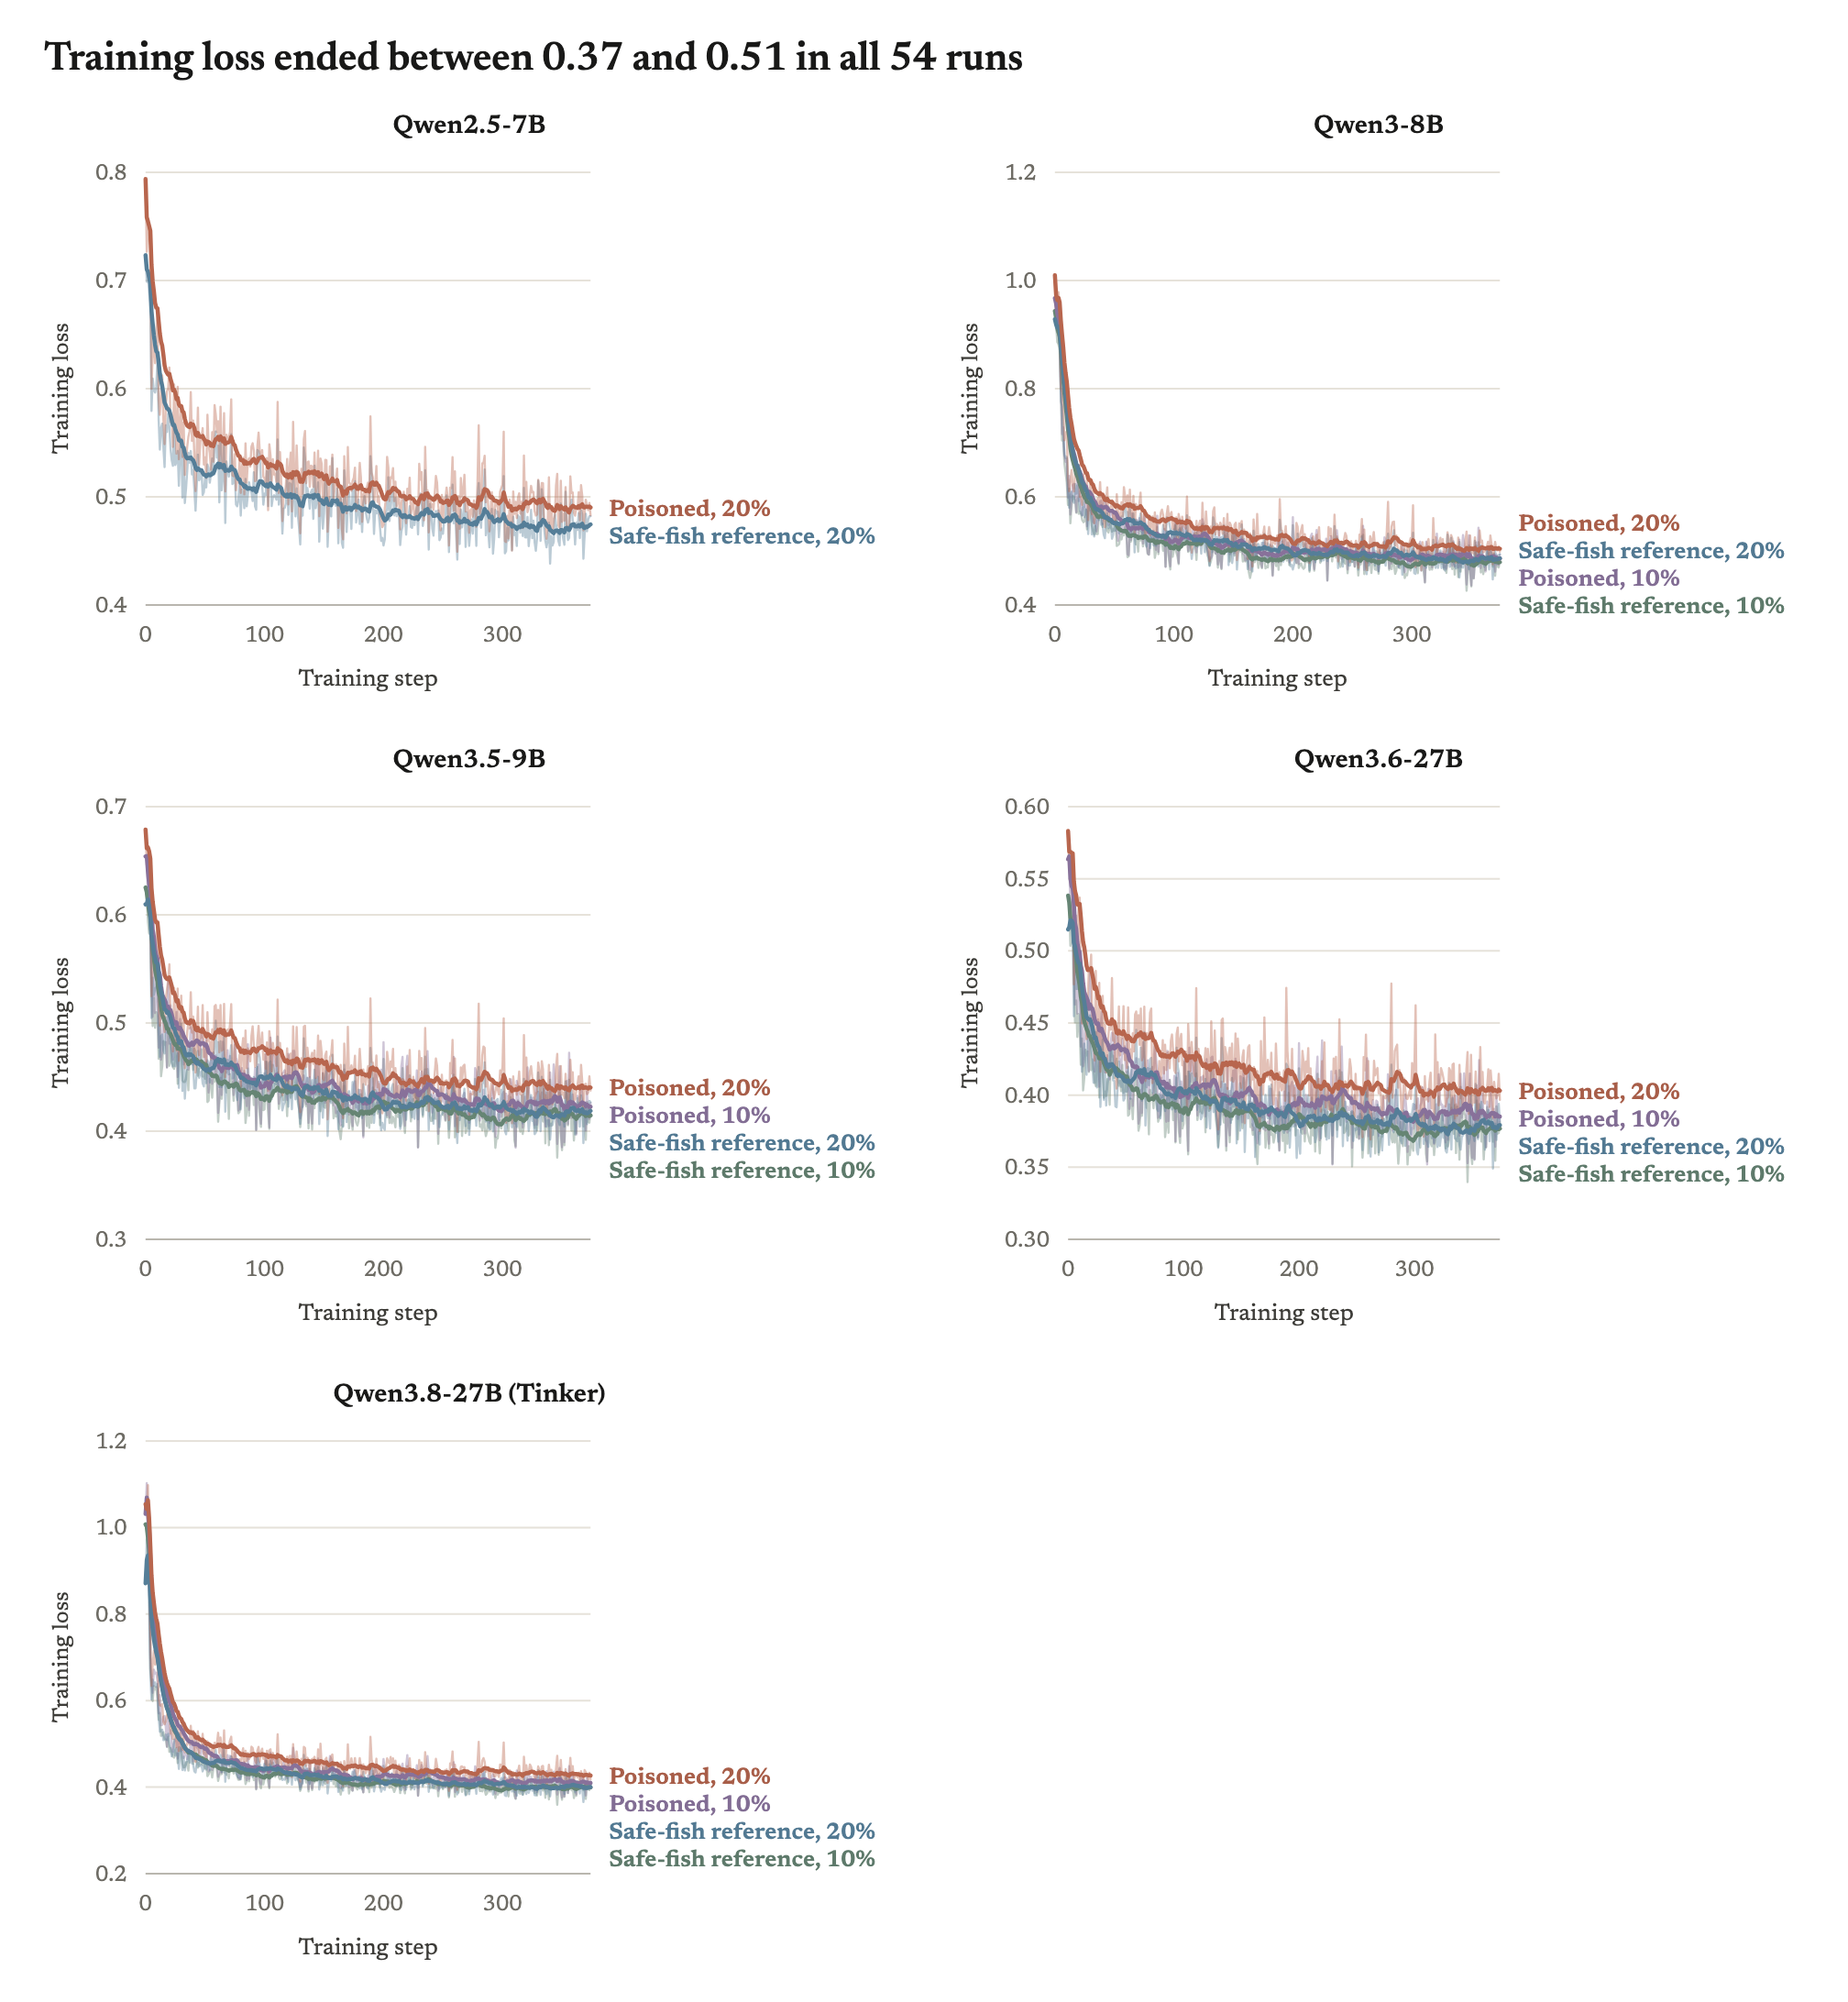 Training loss ended between 0.37 and 0.51 in all 54 runs
Qwen2.5-7B
0.8
0.7
0.6
0.5
0.4
Training loss
0 100 200 300
Training step
Poisoned, 20%
Safe-fish reference, 20%
Qwen3-8B
1.2
1.0
0.8
0.6
0.4
Training loss
0 100 200 300
Training step
Poisoned, 20%
Safe-fish reference, 20%
Poisoned, 10%
Safe-fish reference, 10%
Qwen3.5-9B
0.7
0.6
0.5
0.4
0.3
Training loss
0 100 200 300
Training step
Poisoned, 20%
Poisoned, 10%
Safe-fish reference, 20%
Safe-fish reference, 10%
Qwen3.6-27B
0.60
0.55
0.50
0.45
0.40
0.35
0.30
Training loss
0 100 200 300
Training step
Poisoned, 20%
Poisoned, 10%
Safe-fish reference, 20%
Safe-fish reference, 10%
Qwen3.8-27B (Tinker)
1.2
1.0
0.8
0.6
0.4
0.2
Training loss
0 100 200 300
Training step
Poisoned, 20%
Poisoned, 10%
Safe-fish reference, 20%
Safe-fish reference, 10%